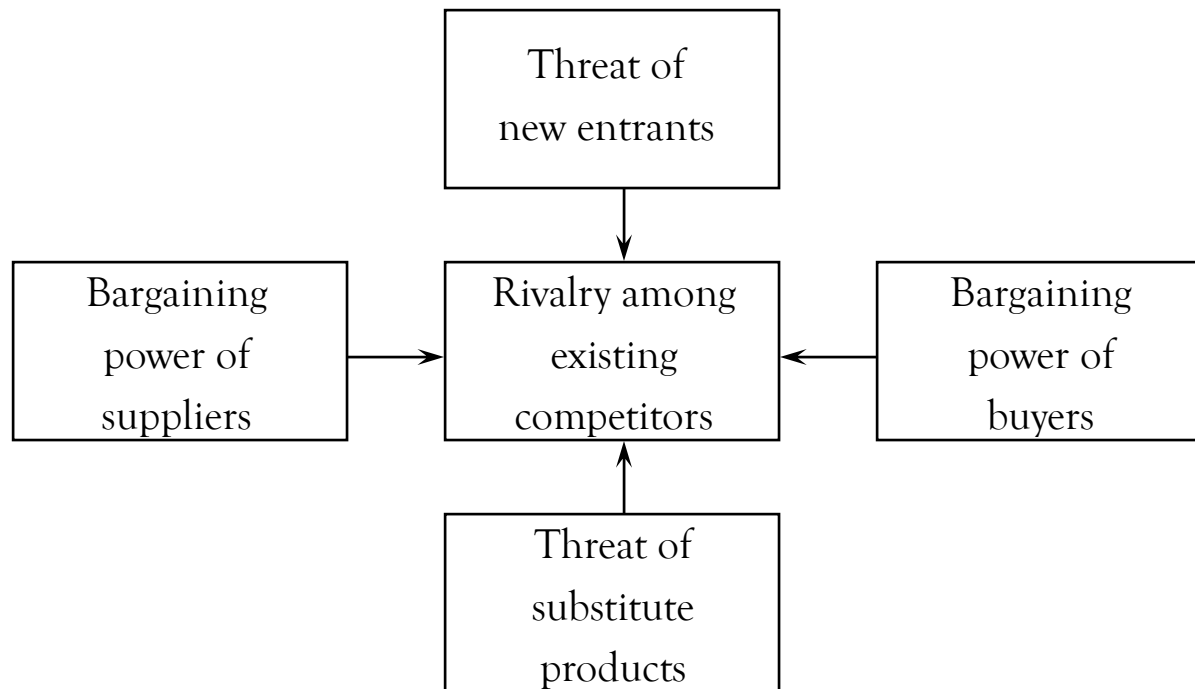 Threat of
new entrants
Bargaining
power of
suppliers
Rivalry among
existing
competitors
Bargaining
power of
buyers
Threat of
substitute
products